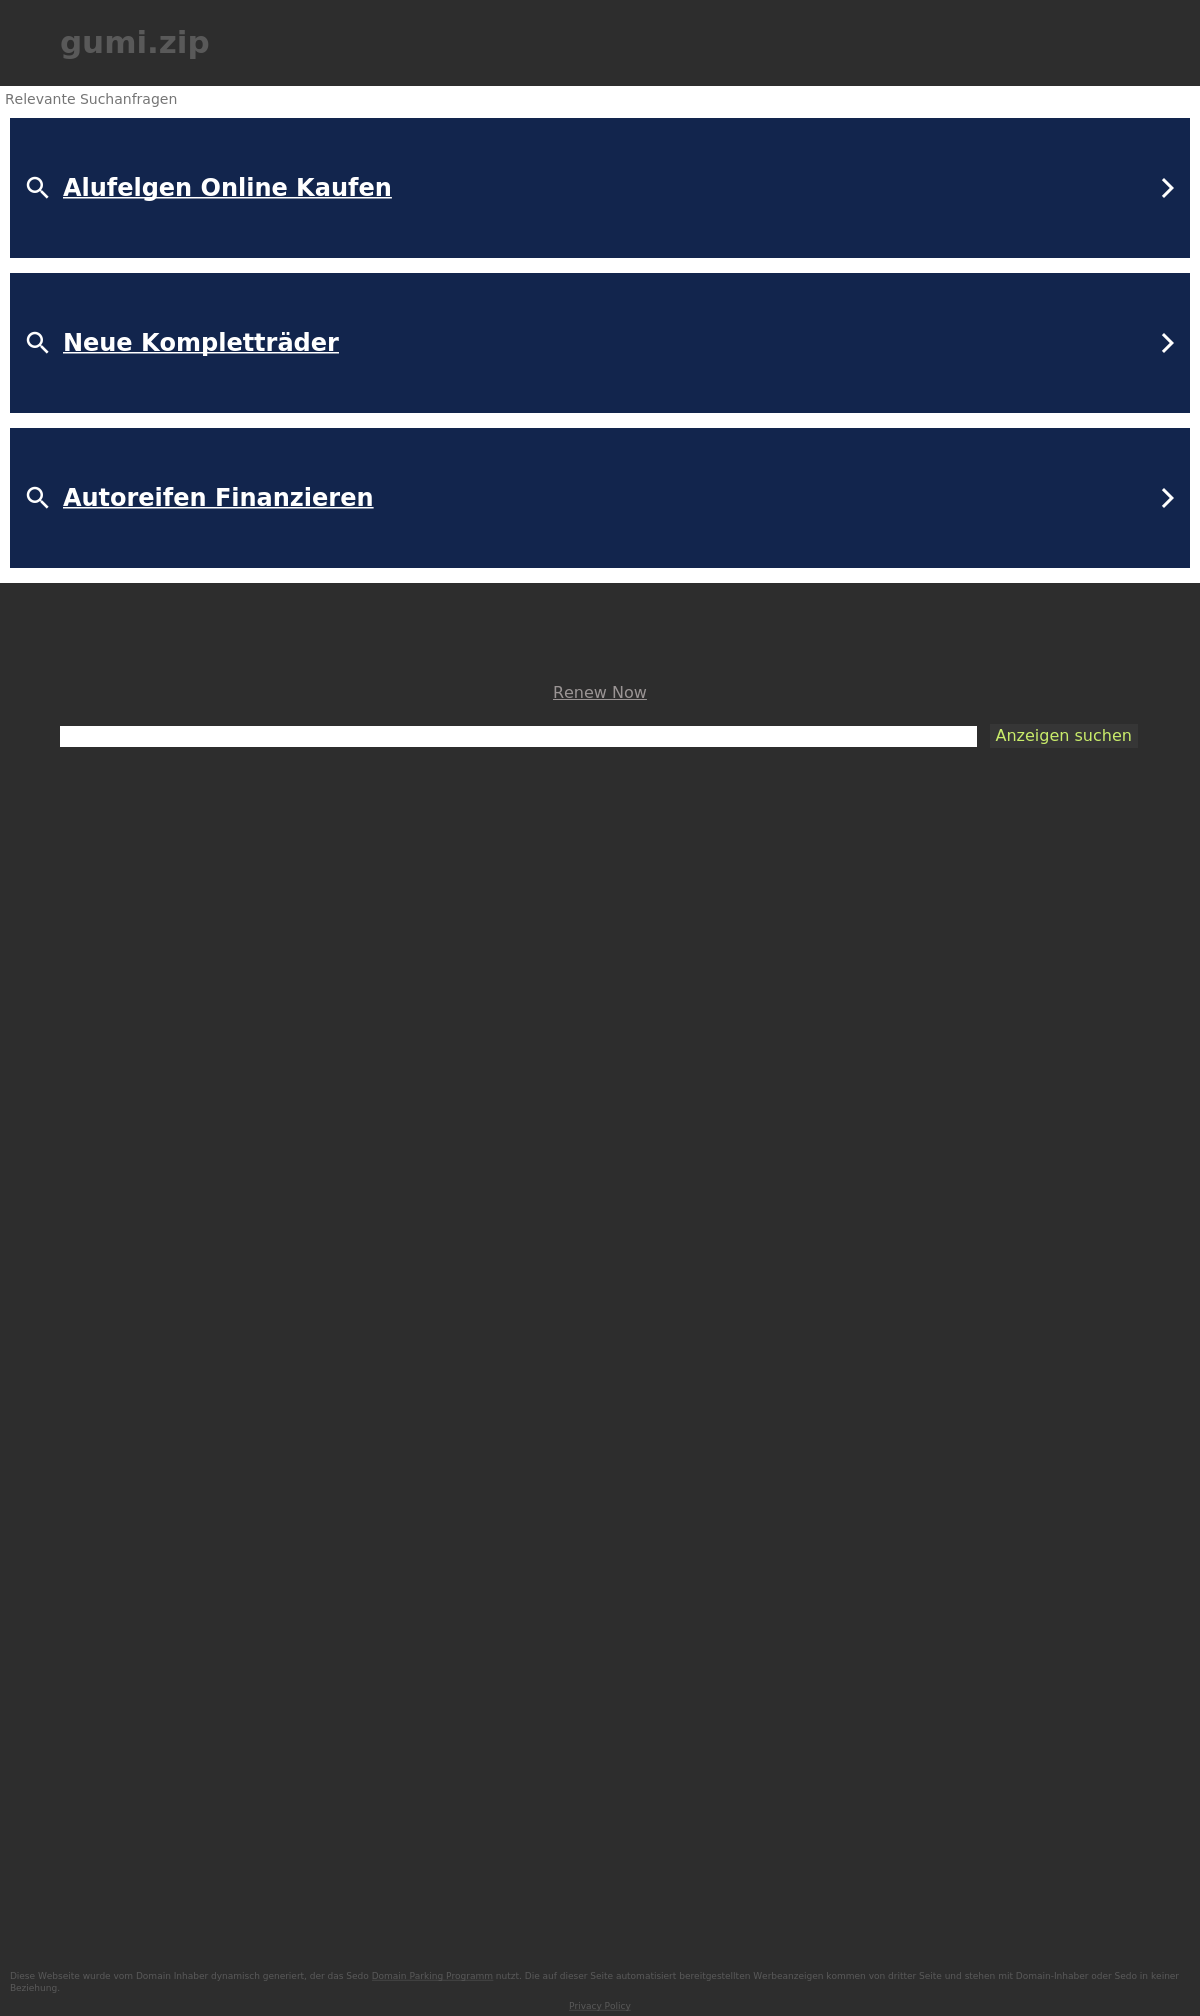 gumi.zip
Relevante Suchanfragen
Alufelgen Online Kaufen
Neue Kompletträder
Autoreifen Finanzieren
Renew Now
Anzeigen suchen
Diese Webseite wurde vom Domain Inhaber dynamisch generiert, der das Sedo Domain Parking Programm nutzt. Die auf dieser Seite automatisiert bereitgestellten Werbeanzeigen kommen von dritter Seite und stehen mit Domain-Inhaber oder Sedo in keiner
Beziehung.
Privacy Policy